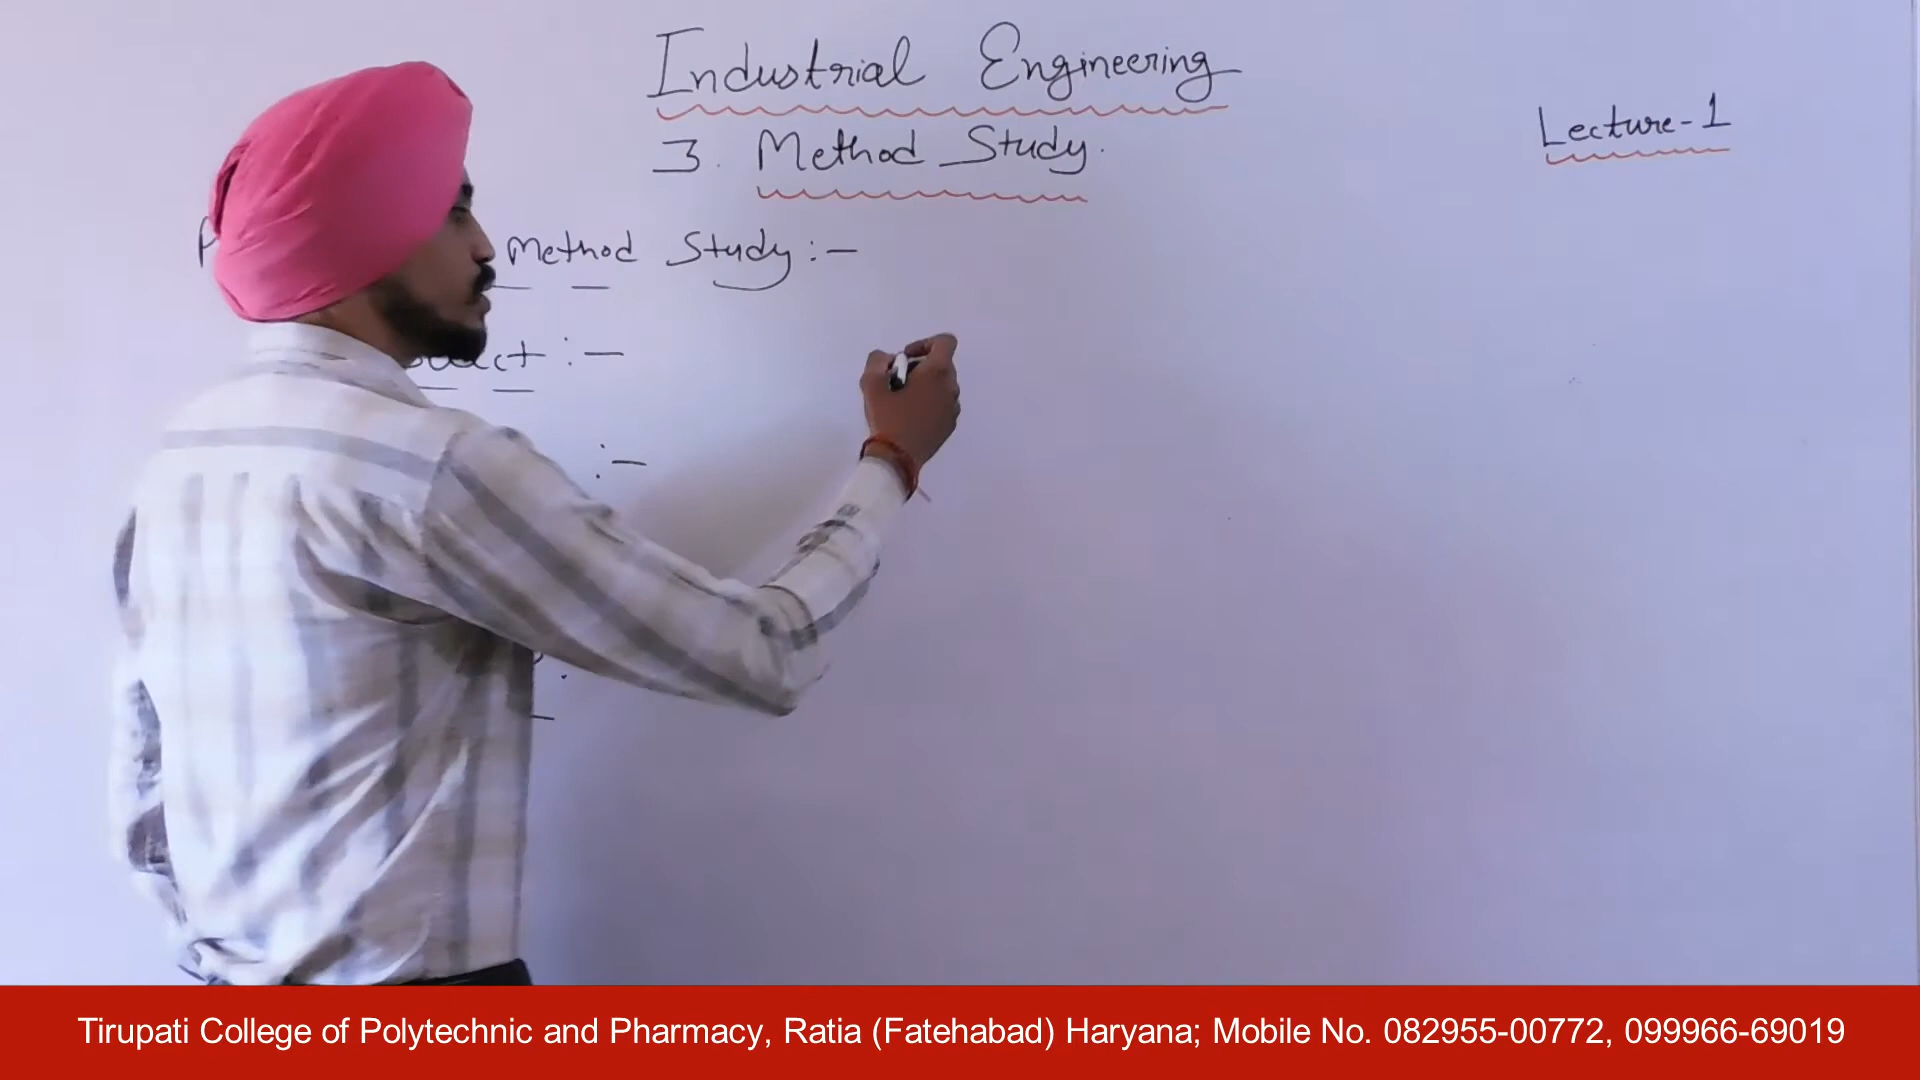 Industrial Engineering
Lecture-1
3. Method Study.
Method Study :-
:-
:-
Tirupati College of Polytechnic and Pharmacy, Ratia (Fatehabad) Haryana; Mobile No. 082955-00772, 099966-69019